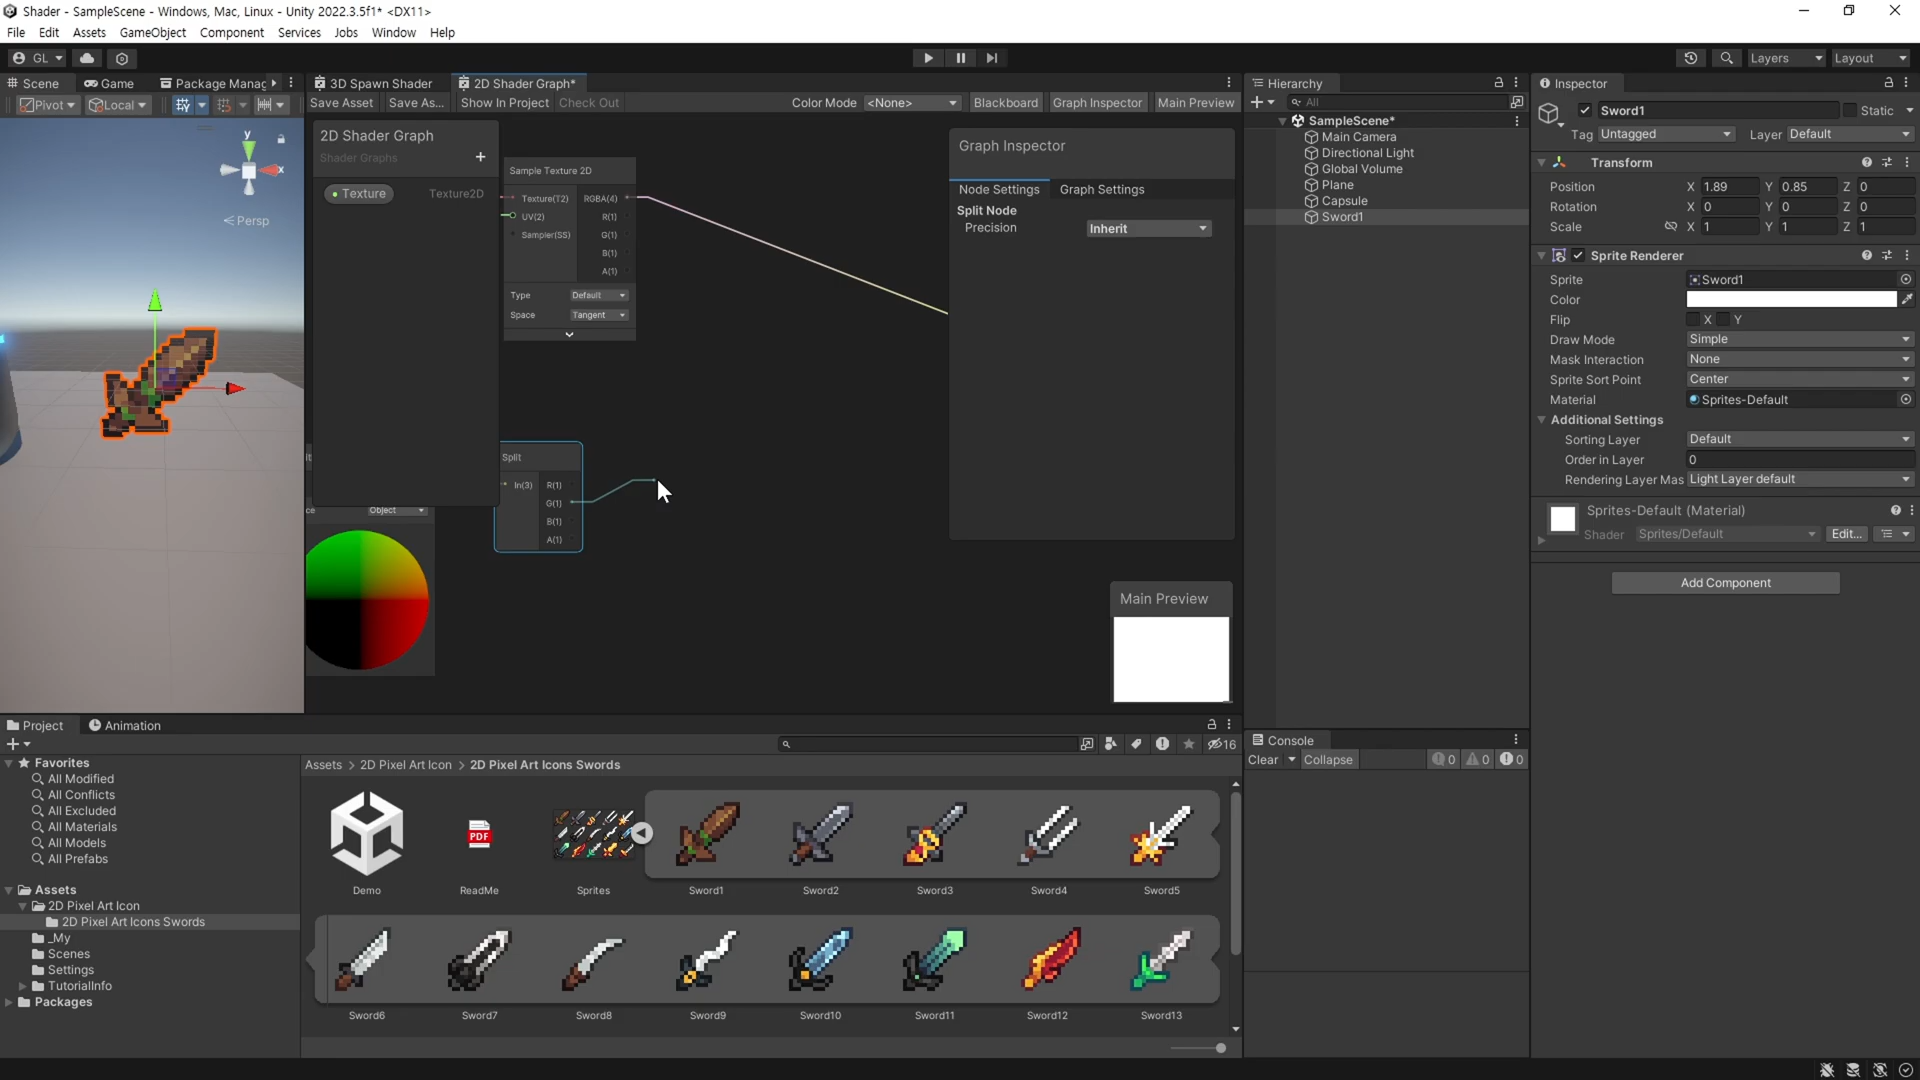 Shader - SampleScene - Windows, Mac, Linux - Unity 2022.3.5f1* <DX11>
File Edit Assets GameObject Component Services Jobs Window Help
GL Layers Layout
Scene Game Package Manac
Pivot Local
y
x
Persp
3D Spawn Shader 2D Shader Graph*
Save Asset Save As... Show In Project Check Out Color Mode <None> Blackboard Graph Inspector Main Preview
2D Shader Graph
Shader Graphs +
Texture Texture2D
Sample Texture 2D
Texture(T2) RGBA(4)
UV(2) R(1)
Sampler(SS) G(1)
B(1)
A(1)
Type Default
Space Tangent
Split
In(3) R(1)
G(1)
B(1)
A(1)
Object
Graph Inspector
Node Settings Graph Settings
Split Node
Precision Inherit
Main Preview
Hierarchy
All
SampleScene*
Main Camera
Directional Light
Global Volume
Plane
Capsule
Sword1
Inspector
Sword1 Static
Tag Untagged Layer Default
Transform
Position X 1.89 Y 0.85 Z 0
Rotation X 0 Y 0 Z 0
Scale X 1 Y 1 Z 1
Sprite Renderer
Sprite Sword1
Color
Flip X Y
Draw Mode Simple
Mask Interaction None
Sprite Sort Point Center
Material Sprites-Default
Additional Settings
Sorting Layer Default
Order in Layer 0
Rendering Layer Mas Light Layer default
Sprites-Default (Material)
Shader Sprites/Default Edit...
Add Component
Project Animation
16
Favorites
All Modified
All Conflicts
All Excluded
All Materials
All Models
All Prefabs
Assets
2D Pixel Art Icon
2D Pixel Art Icons Swords
_My
Scenes
Settings
TutorialInfo
Packages
Assets > 2D Pixel Art Icon > 2D Pixel Art Icons Swords
PDF
Demo ReadMe Sprites Sword1 Sword2 Sword3 Sword4 Sword5
Sword6 Sword7 Sword8 Sword9 Sword10 Sword11 Sword12 Sword13
Console
Clear Collapse 0 0 0